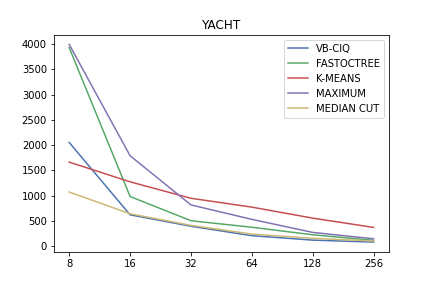 YACHT
VB-CIQ
FASTOCTREE
K-MEANS
MAXIMUM
MEDIAN CUT
4000
3500
3000
2500
2000
1500
1000
500
0
8 16 32 64 128 256